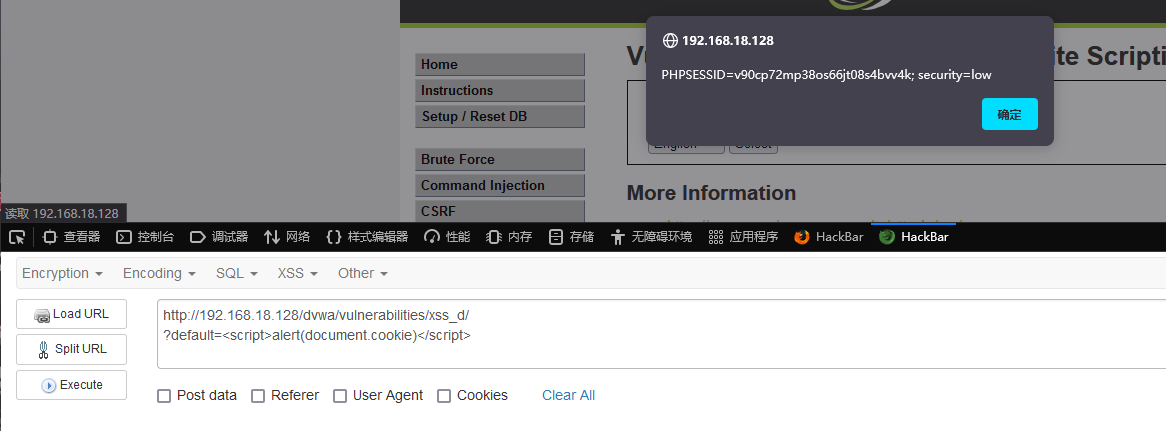 192.168.18.128
PHPSESSID=v90cp72mp38os66jt08s4bvv4k; security=low
确定
Home
Instructions
Setup / Reset DB
Brute Force
Command Injection
CSRF
English
Select
More Information
读取 192.168.18.128
查看器 控制台 调试器 网络 样式编辑器 性能 内存 存储 无障碍环境 应用程序 HackBar HackBar
Encryption Encoding SQL XSS Other
Load URL
Split URL
Execute
http://192.168.18.128/dvwa/vulnerabilities/xss_d/
?default=<script>alert(document.cookie)</script>
Post data Referer User Agent Cookies Clear All